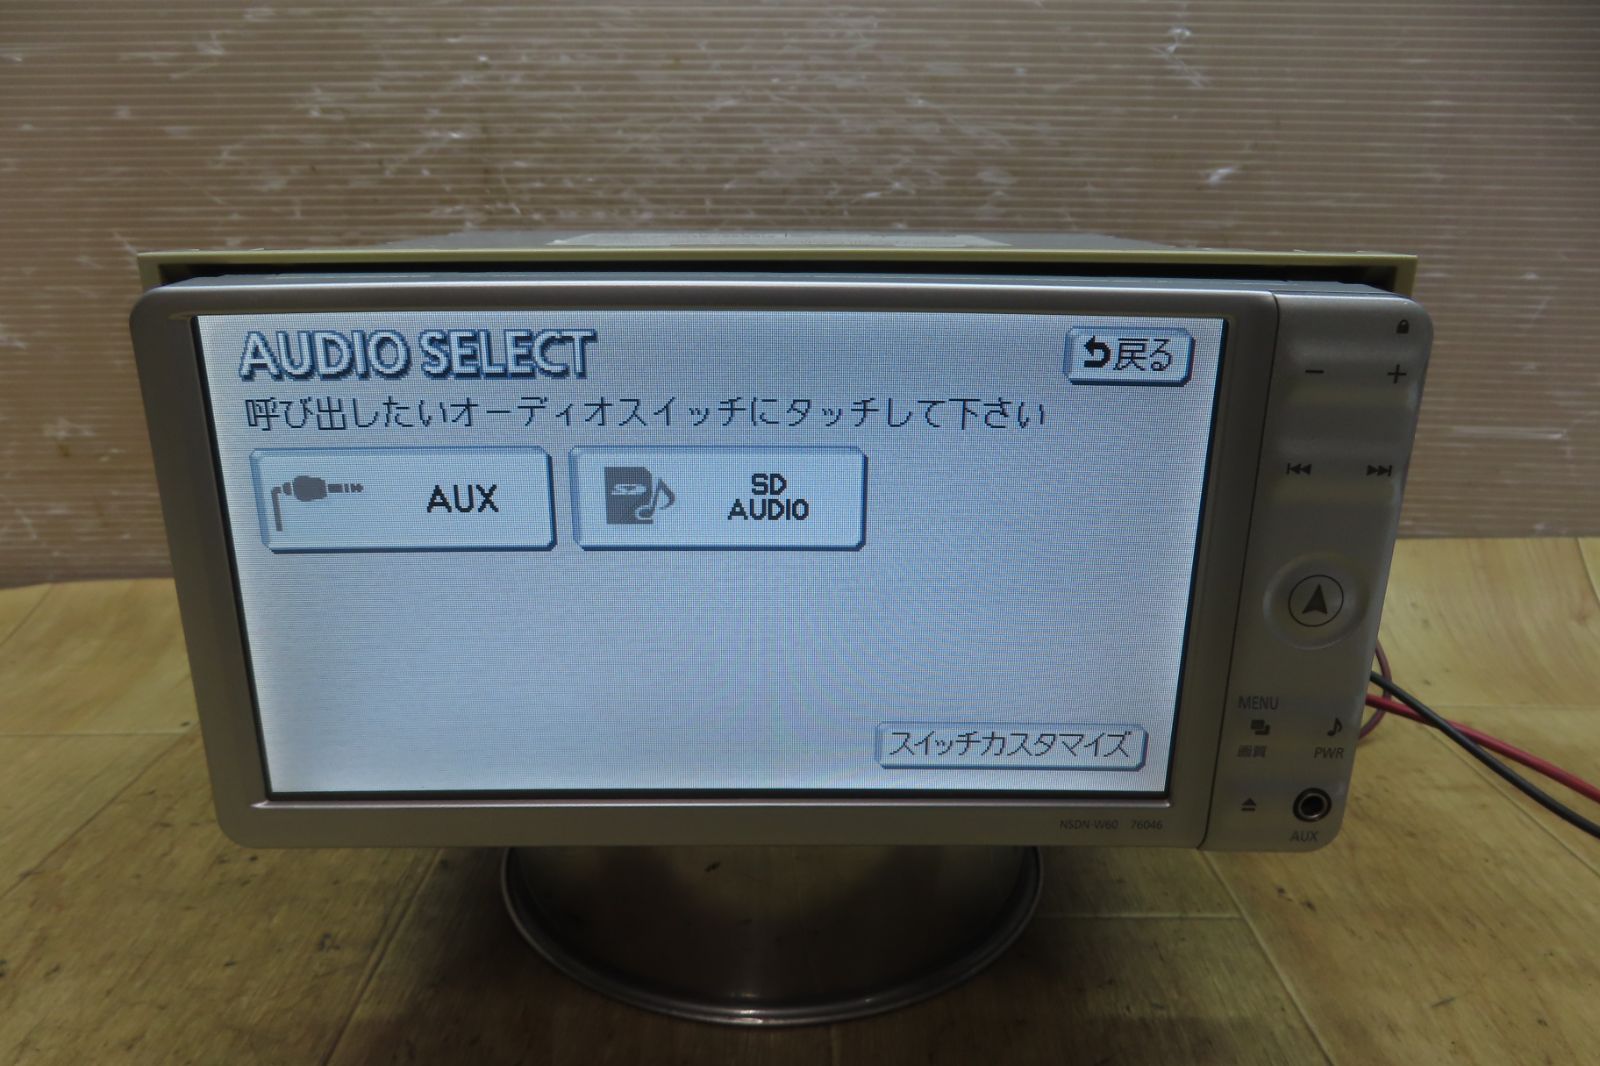 AUDIO SELECT
戻る
呼び出したいオーディオスイッチにタッチして下さい
AUX
SD
SD
AUDIO
スイッチカスタマイズ
MENU
画質
PWR
AUX
NSDN-W60 76046